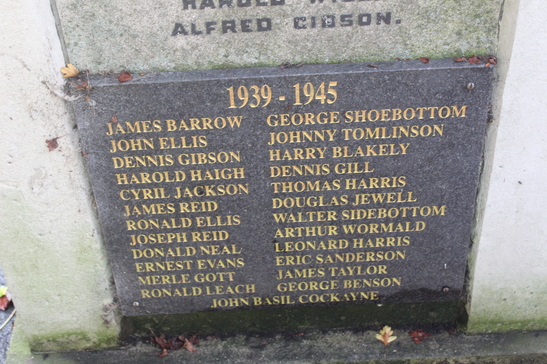 HAROLD
ALFRED GIBSON.
1939 - 1945
JAMES BARROW
JOHN ELLIS
DENNIS GIBSON
HAROLD HAIGH
CYRIL JACKSON
JAMES REID
RONALD ELLIS
JOSEPH REID
DONALD NEAL
ERNEST EVANS
MERLE GOTT
RONALD LEACH
GEORGE SHOEBOTTOM
JOHNNY TOMLINSON
HARRY BLAKELY
DENNIS GILL
THOMAS HARRIS
DOUGLAS JEWELL
WALTER SIDEBOTTOM
ARTHUR WORMALD
LEONARD HARRIS
ERIC SANDERSON
JAMES TAYLOR
GEORGE BENSON
JOHN BASIL COCKAYNE